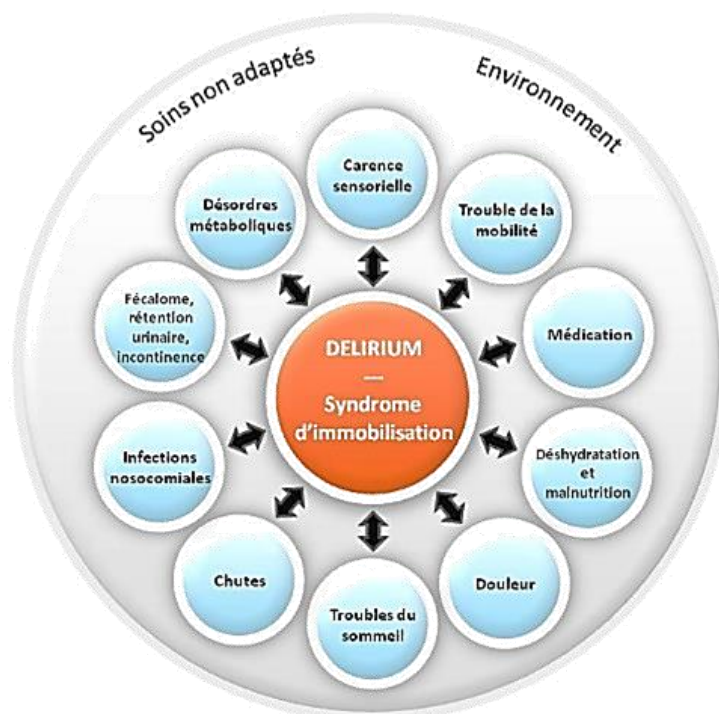 Soins non adaptés
Environnement
Carence
sensorielle
Trouble de la
mobilité
Médication
Déshydratation
et
malnutrition
Douleur
Troubles du
sommeil
Chutes
Infections
nosocomiales
Fécalome,
rétention
urinaire,
incontinence
Désordres
métaboliques
DELIRIUM
—
Syndrome
d'immobilisation